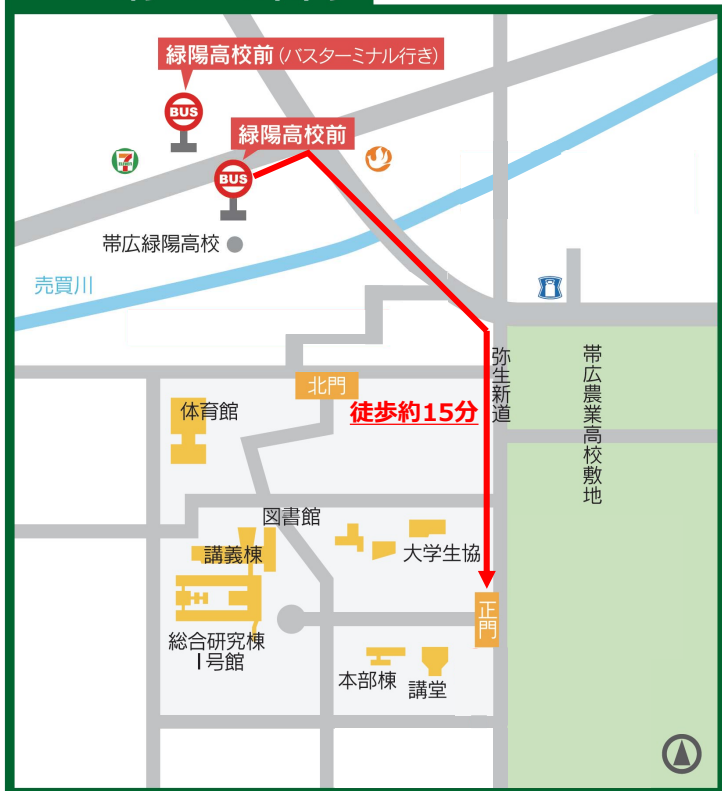 緑陽高校前(バスターミナル行き)
BUS
緑陽高校前
BUS
7
帯広緑陽高校
売買川
弥生新道
帯広農業高校敷地
北門
徒歩約15分
体育館
図書館
講義棟
大学生協
正門
総合研究棟
I号館
本部棟
講堂